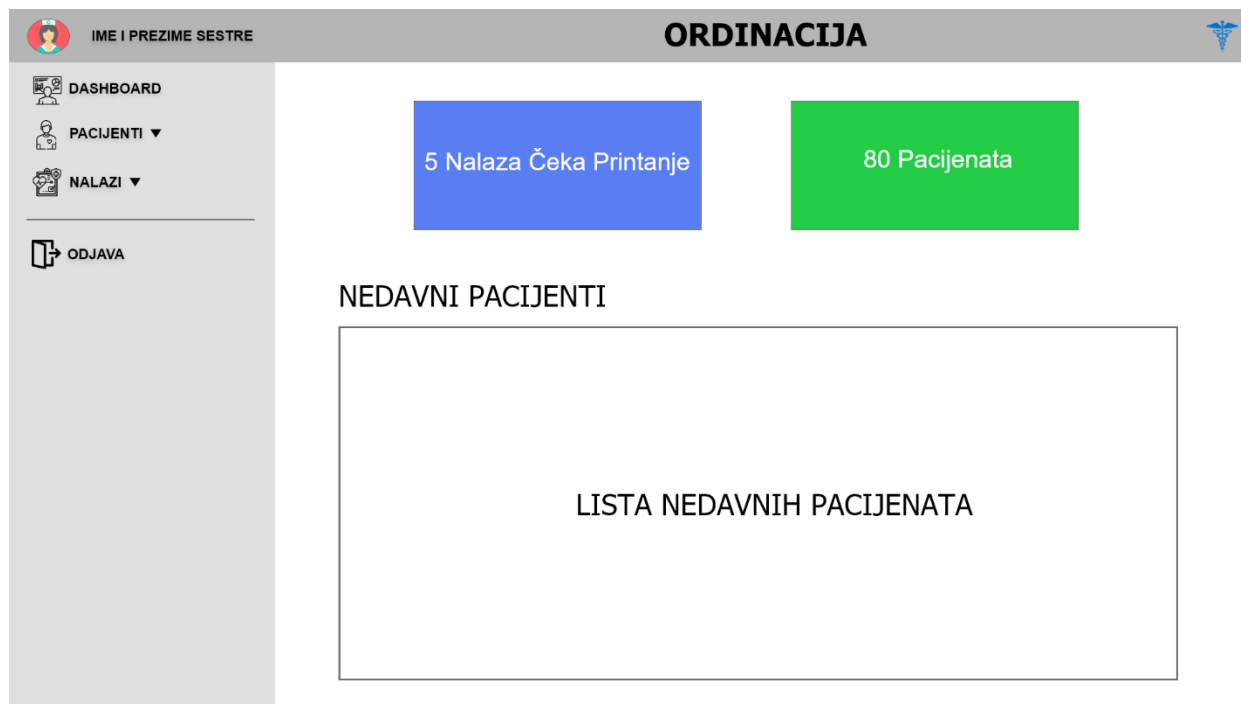 IME I PREZIME SESTRE
ORDINACIJA
DASHBOARD
PACIJENTI ▼
NALAZI ▼
ODJAVA
5 Nalaza Čeka Printanje
80 Pacijenata
NEDAVNI PACIJENTI
LISTA NEDAVNIH PACIJENATA